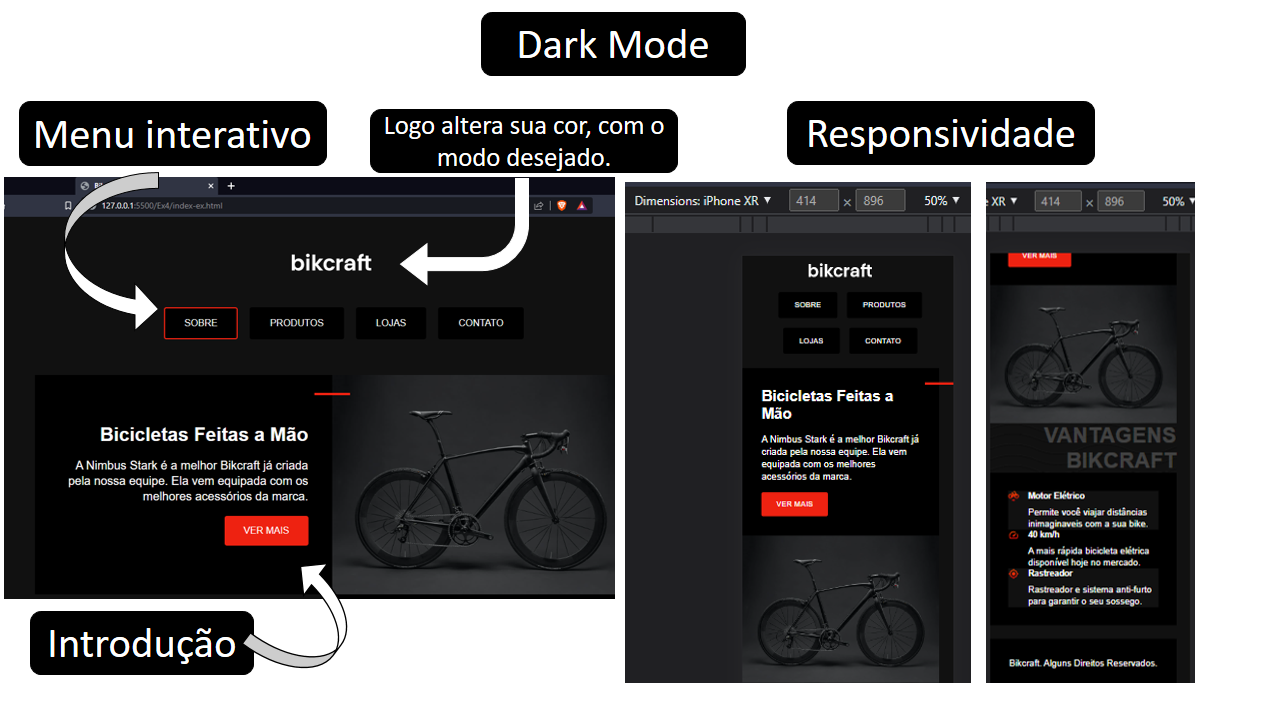 Dark Mode
Menu interativo
Logo altera sua cor, com o
modo desejado.
Responsividade
127.0.0.1:5500/Ex4/index-ex.html
bikcraft
SOBRE
PRODUTOS
LOJAS
CONTATO
Bicicletas Feitas a Mão
A Nimbus Stark é a melhor Bikcraft já criada
pela nossa equipe. Ela vem equipada com os
melhores acessórios da marca.
VER MAIS
Introdução
Dimensions: iPhone XR ▼ 414 × 896 50% ▼
bikcraft
SOBRE
PRODUTOS
LOJAS
CONTATO
Bicicletas Feitas a
Mão
A Nimbus Stark é a melhor Bikcraft já
criada pela nossa equipe. Ela vem
equipada com os melhores
acessórios da marca.
VER MAIS
XR ▼ 414 × 896 50% ▼
VER MAIS
VANTAGENS
BIKCRAFT
Motor Elétrico
Permite você viajar distâncias
inimaginaveis com a sua bike.
40 km/h
A mais rápida bicicleta elétrica
disponível hoje no mercado.
Rastreador
Rastreador e sistema anti-furto
para garantir o seu sossego.
Bikcraft. Alguns Direitos Reservados.